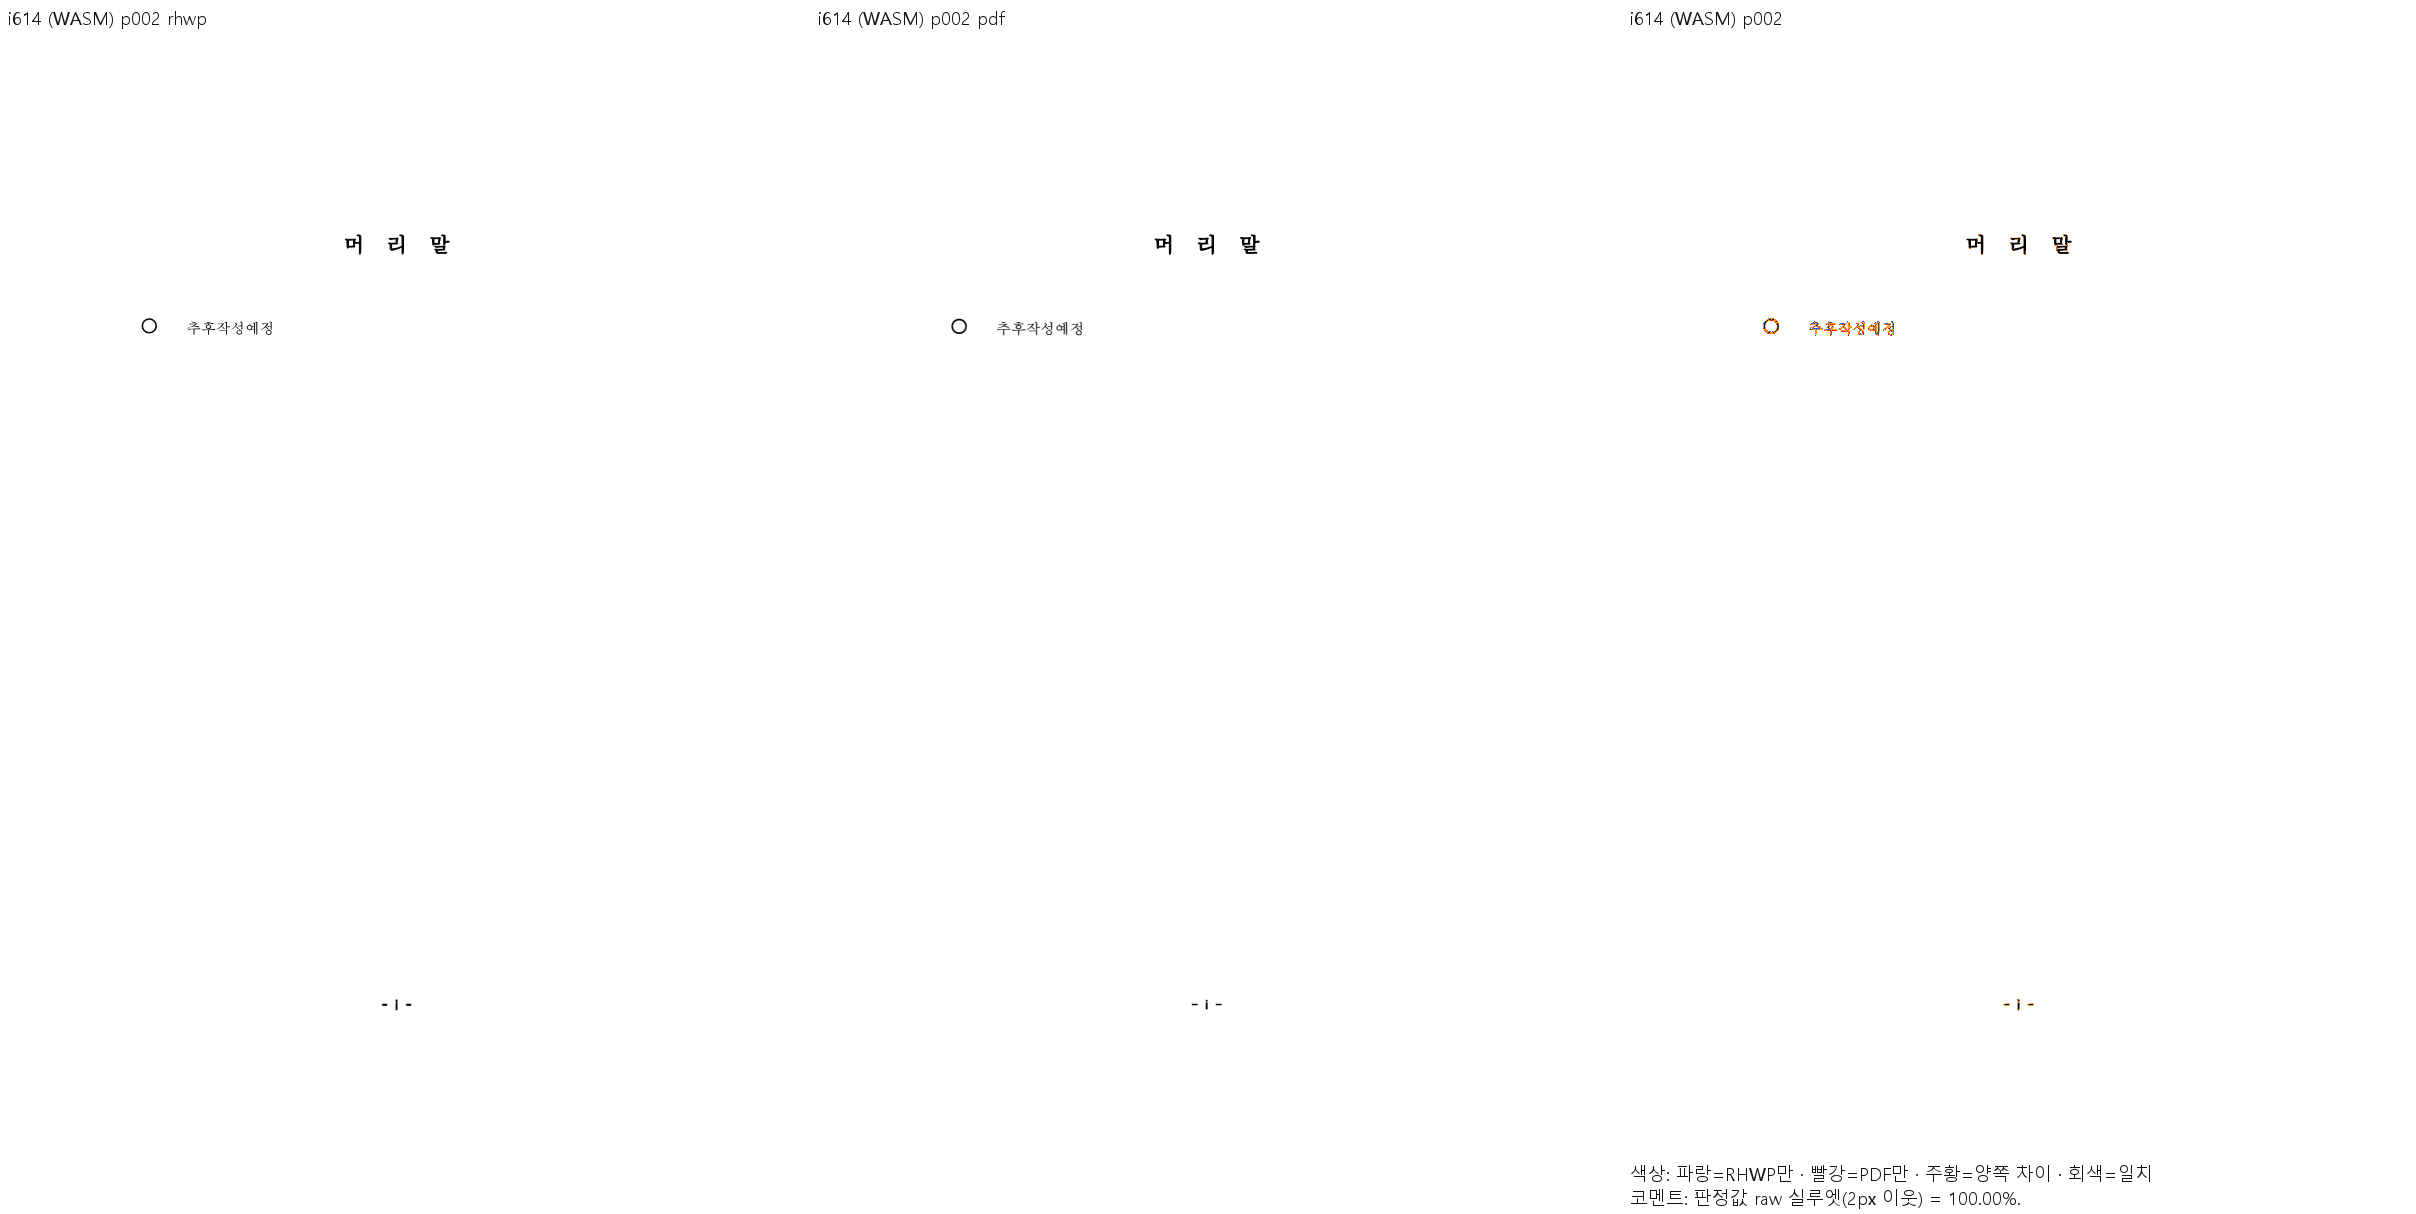 i614 (WASM) p002 rhwp
머 리 말
○ 추후작성예정
- i -
i614 (WASM) p002 pdf
머 리 말
○ 추후작성예정
- i -
i614 (WASM) p002
머 리 말
○ 추후작성예정
- i -
색상: 파랑=RHWP만 · 빨강=PDF만 · 주황=양쪽 차이 · 회색=일치
코멘트: 판정값 raw 실루엣(2px 이웃) = 100.00%.